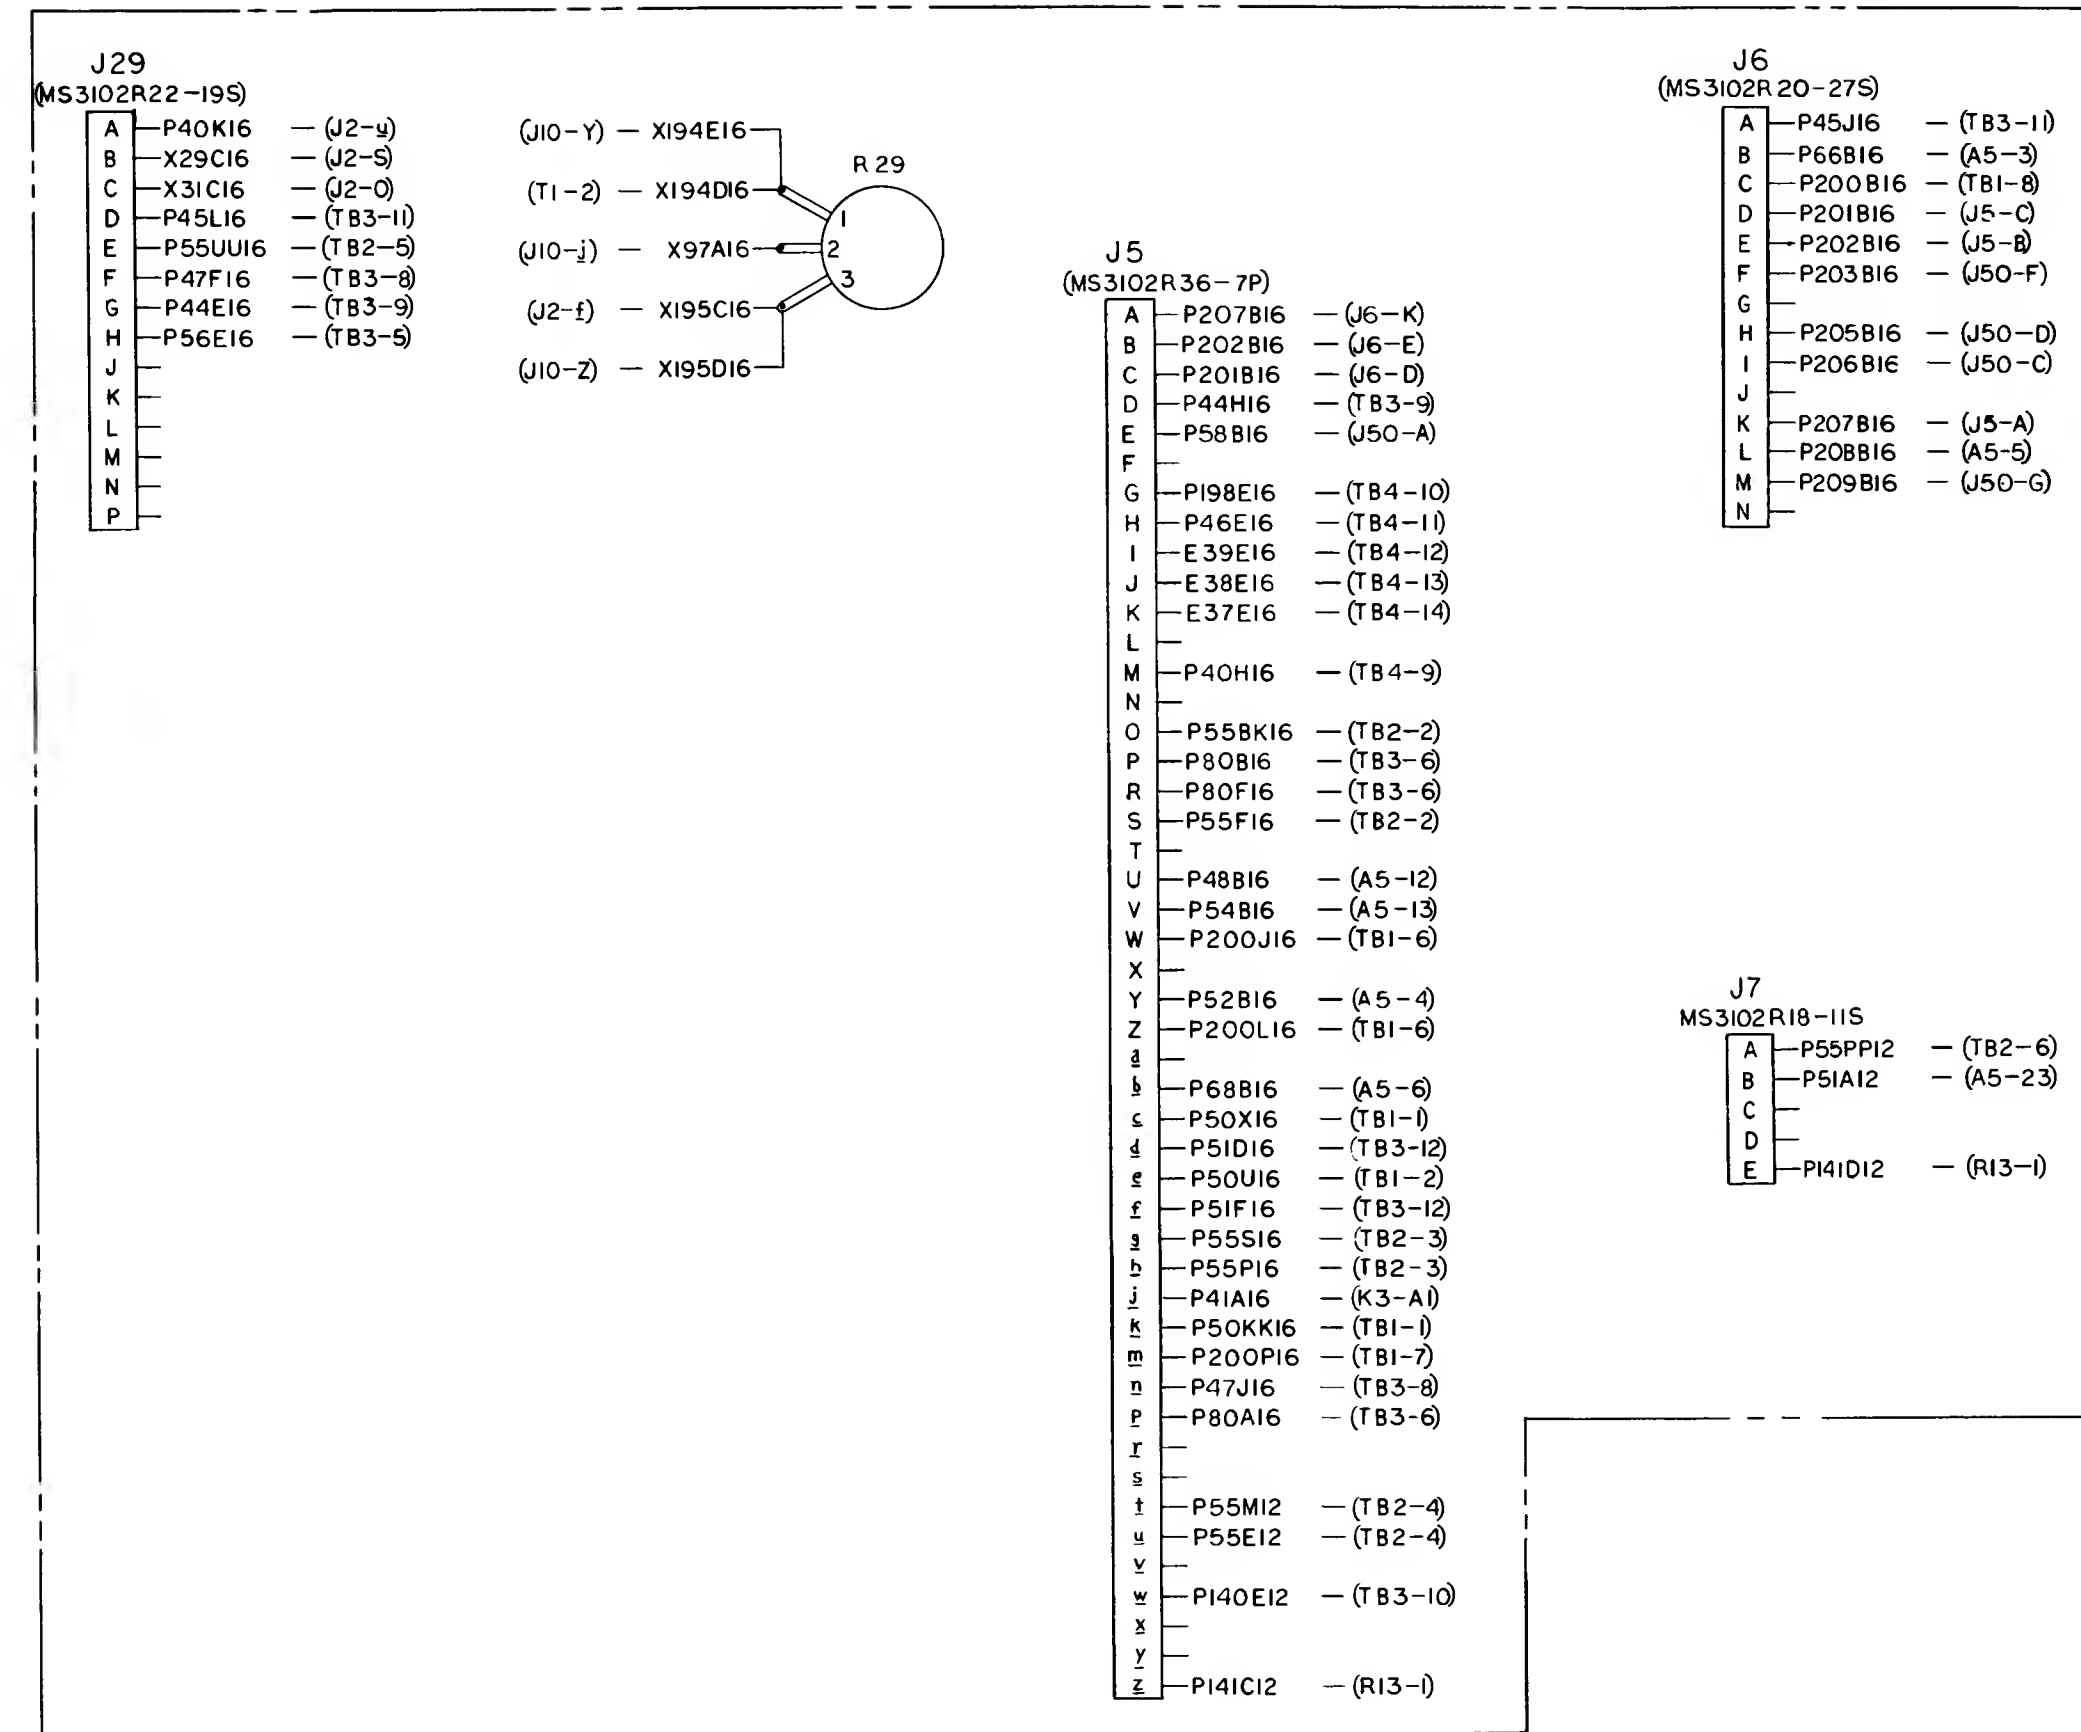 J29
(MS3102R22-19S)
A P40K16 — (J2-u)
B X29C16 — (J2-S)
C X31C16 — (J2-O)
D P45L16 — (TB3-11)
E P55UU16 — (TB2-5)
F P47F16 — (TB3-8)
G P44E16 — (TB3-9)
H P56E16 — (TB3-5)
J
K
L
M
N
P
(J10-Y) — X194E16
(T1-2) — X194D16
(J10-j) — X97A16
(J2-f) — X195C16
(J10-Z) — X195D16
R29
1
2
3
J5
(MS3102R36-7P)
A P207B16 — (J6-K)
B P202B16 — (J6-E)
C P201B16 — (J6-D)
D P44H16 — (TB3-9)
E P58B16 — (J50-A)
F
G P198E16 — (TB4-10)
H P46E16 — (TB4-11)
I E39E16 — (TB4-12)
J E38E16 — (TB4-13)
K E37E16 — (TB4-14)
L
M P40H16 — (TB4-9)
N
O P55BK16 — (TB2-2)
P P80B16 — (TB3-6)
R P80F16 — (TB3-6)
S P55F16 — (TB2-2)
T
U P48B16 — (A5-12)
V P54B16 — (A5-13)
W P200J16 — (TB1-6)
X
Y P52B16 — (A5-4)
Z P200L16 — (TB1-6)
a
b P68B16 — (A5-6)
c P50X16 — (TB1-1)
d P51D16 — (TB3-12)
e P50U16 — (TB1-2)
f P51F16 — (TB3-12)
g P55S16 — (TB2-3)
h P55P16 — (TB2-3)
j P41A16 — (K3-A1)
k P50KK16 — (TB1-1)
m P200P16 — (TB1-7)
n P47J16 — (TB3-8)
p P80A16 — (TB3-6)
r
s
t P55M12 — (TB2-4)
u P55E12 — (TB2-4)
v
w P140E12 — (TB3-10)
x
y
z P141C12 — (R13-1)
J6
(MS3102R20-27S)
A P45J16 — (TB3-11)
B P66B16 — (A5-3)
C P200B16 — (TB1-8)
D P201B16 — (J5-C)
E P202B16 — (J5-B)
F P203B16 — (J50-F)
G
H P205B16 — (J50-D)
I P206B16 — (J50-C)
J
K P207B16 — (J5-A)
L P20BB16 — (A5-5)
M P209B16 — (J50-G)
N
J7
MS3102R18-11S
A P55PP12 — (TB2-6)
B P51A12 — (A5-23)
C
D
E P141D12 — (R13-1)